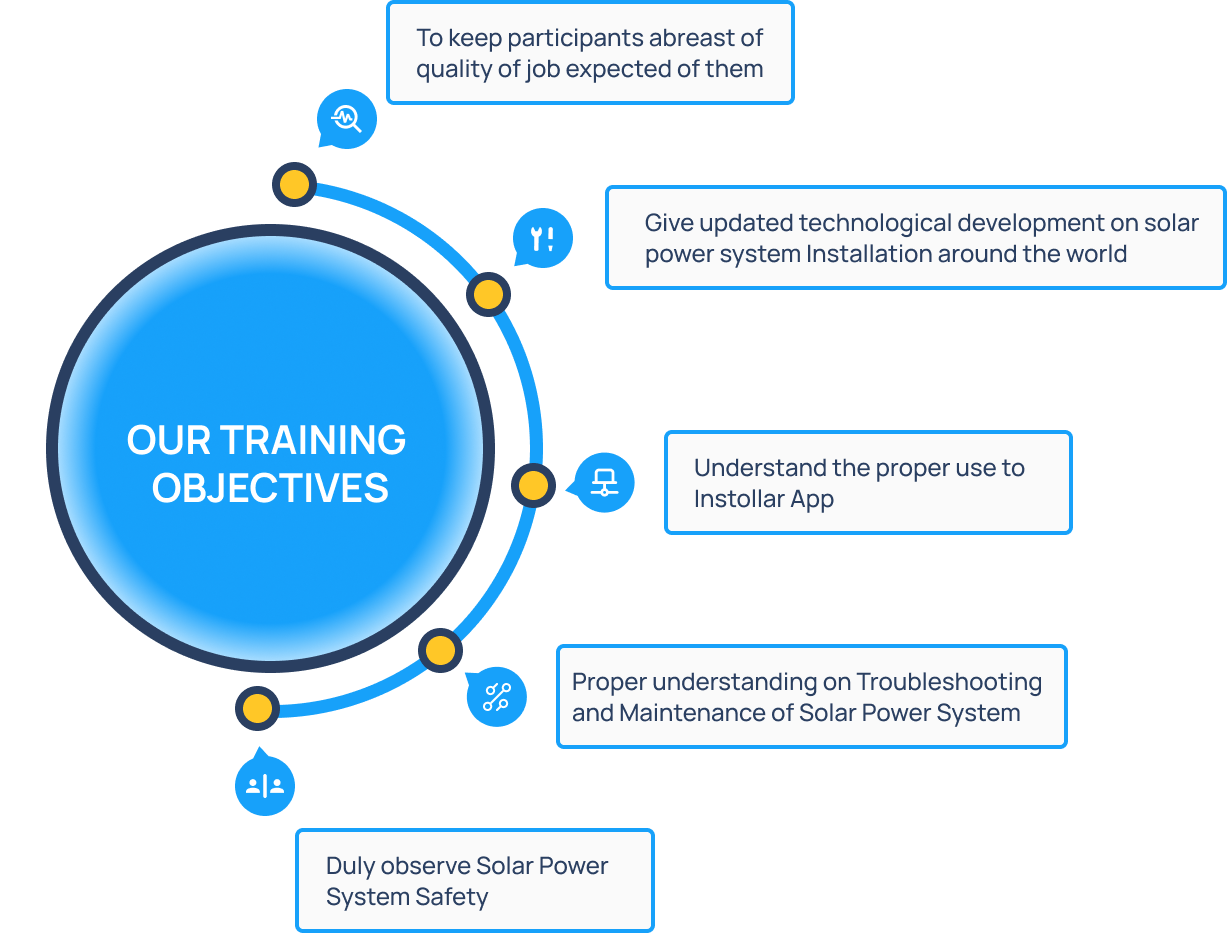 To keep participants abreast of
quality of job expected of them
Give updated technological development on solar
power system Installation around the world
OUR TRAINING
OBJECTIVES
Understand the proper use to
Instollar App
Proper understanding on Troubleshooting
and Maintenance of Solar Power System
Duly observe Solar Power
System Safety